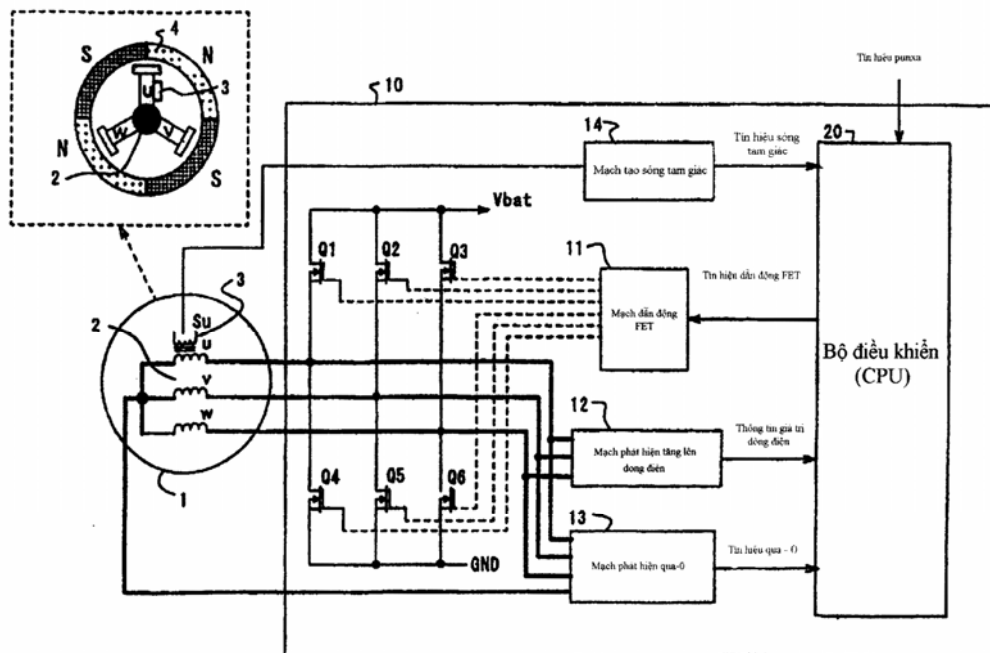 4
S
N
U
3
W
V
N
2
S
10
Tín hiệu punxa
14
Mạch tạo sóng tam giác
Tín hiệu sóng
tam giác
20
Vbat
Q1
Q2
Q3
11
Mạch dẫn động
FET
Tín hiệu dẫn động FET
Bộ điều khiển
(CPU)
3
Su
2
U
V
W
1
12
Mạch phát hiện tăng lên
dong điên
Thông tin giá trị
dòng điện
Q4
Q5
Q6
13
Mạch phát hiện qua-0
Tín hiệu qua - 0
GND